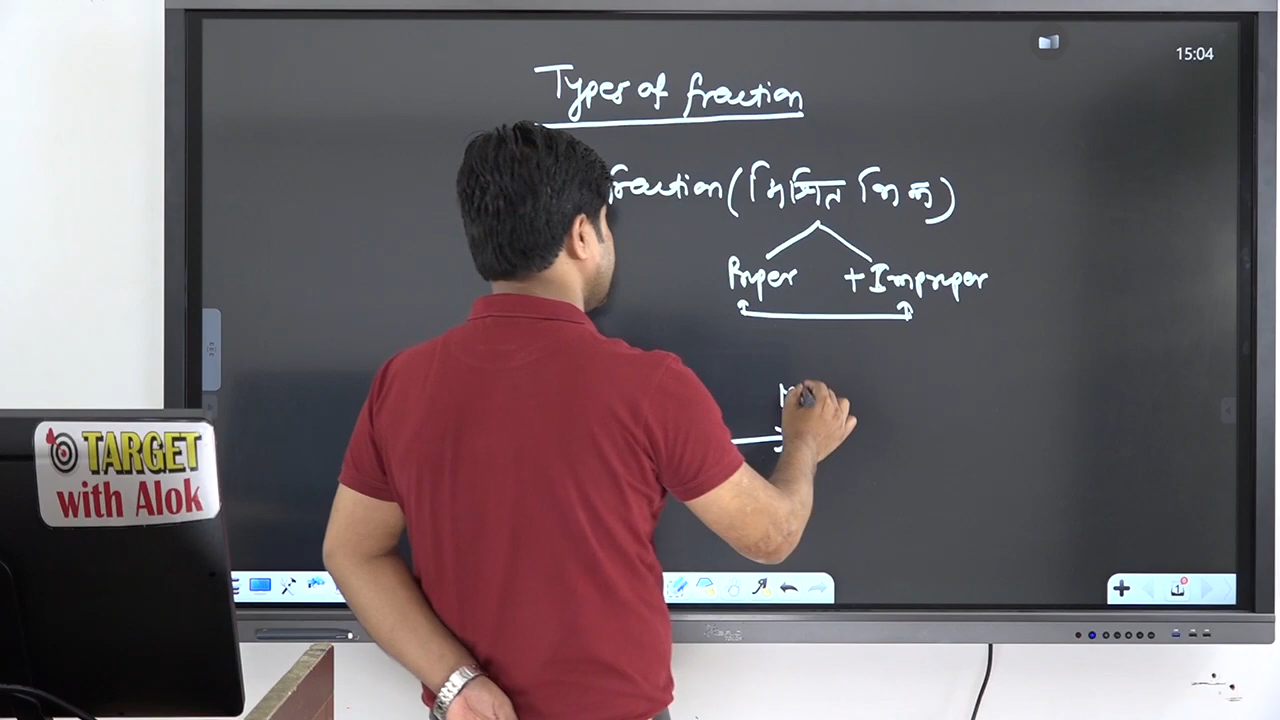 15:04
Types of fraction
fraction (मिश्रित भिन्न)
Proper + Improper
TARGET
with Alok